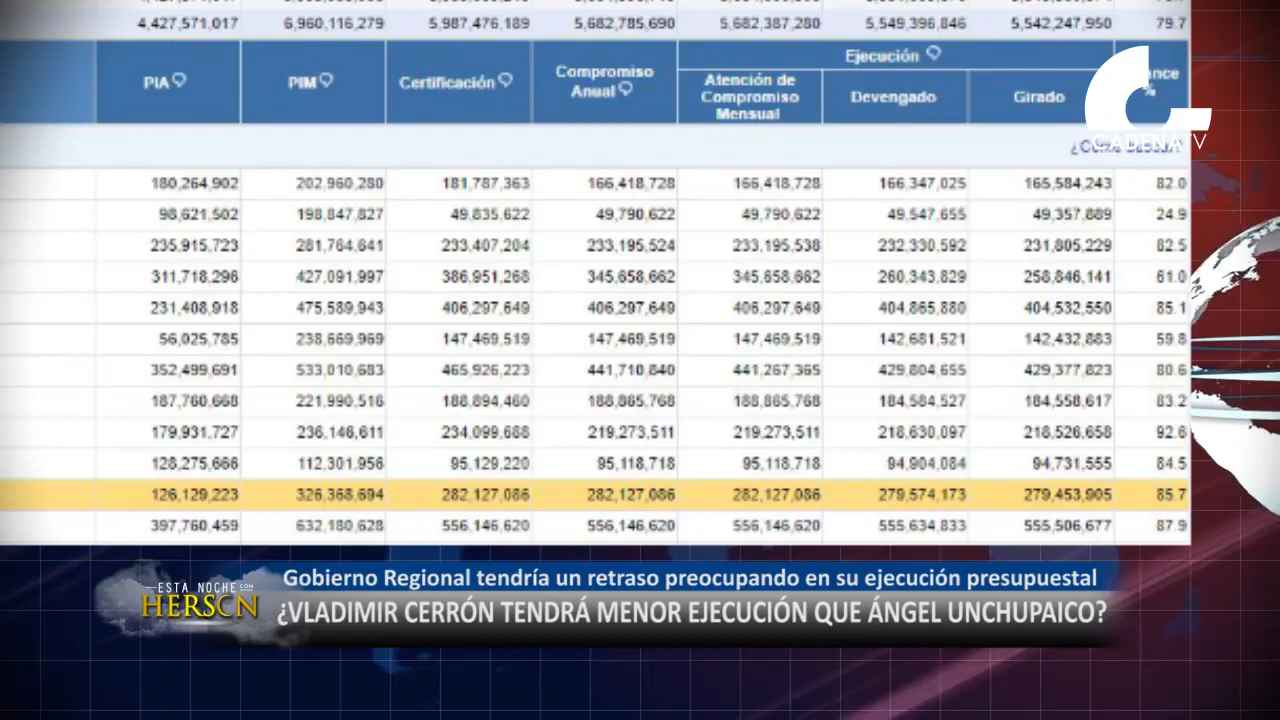 4,427,571,017 6,960,116,279 5,987,476,189 5,682,785,690 5,682,387,280 5,549,396,846 5,542,247,950 79.7
PIA PIM Certificación Compromiso Anual Ejecución
Atención de Compromiso Mensual Devengado Girado %
CADENATV
180,264,902 202,960,280 181,787,363 166,418,728 166,418,728 166,347,025 165,584,243 82.0
98,621,502 198,847,827 49,835,622 49,790,622 49,790,622 49,547,655 49,357,889 24.9
235,915,723 281,764,641 233,407,204 233,195,524 233,195,538 232,330,592 231,805,229 82.5
311,718,296 427,091,997 386,951,268 345,658,662 345,658,662 260,343,829 258,846,141 61.0
231,408,918 475,589,943 406,297,649 406,297,649 406,297,649 404,865,880 404,532,550 85.1
56,025,785 238,669,969 147,469,519 147,469,519 147,469,519 142,681,521 142,432,883 59.8
352,499,691 533,010,683 465,926,223 441,710,840 441,267,365 429,804,655 429,377,823 80.6
187,760,668 221,990,516 188,894,460 188,865,768 188,865,768 184,584,527 184,558,617 83.2
179,931,727 236,146,611 234,099,688 219,273,511 219,273,511 218,630,097 218,526,658 92.6
128,275,666 112,301,956 95,129,220 95,118,718 95,118,718 94,904,084 94,731,555 84.5
126,129,223 326,368,694 282,127,086 282,127,086 282,127,086 279,574,173 279,453,905 85.7
397,760,459 632,180,628 556,146,620 556,146,620 556,146,620 555,634,833 555,506,677 87.9
Gobierno Regional tendría un retraso preocupando en su ejecución presupuestal
ESTA NOCHE CON
HERSCN
¿VLADIMIR CERRÓN TENDRÁ MENOR EJECUCIÓN QUE ÁNGEL UNCHUPAICO?